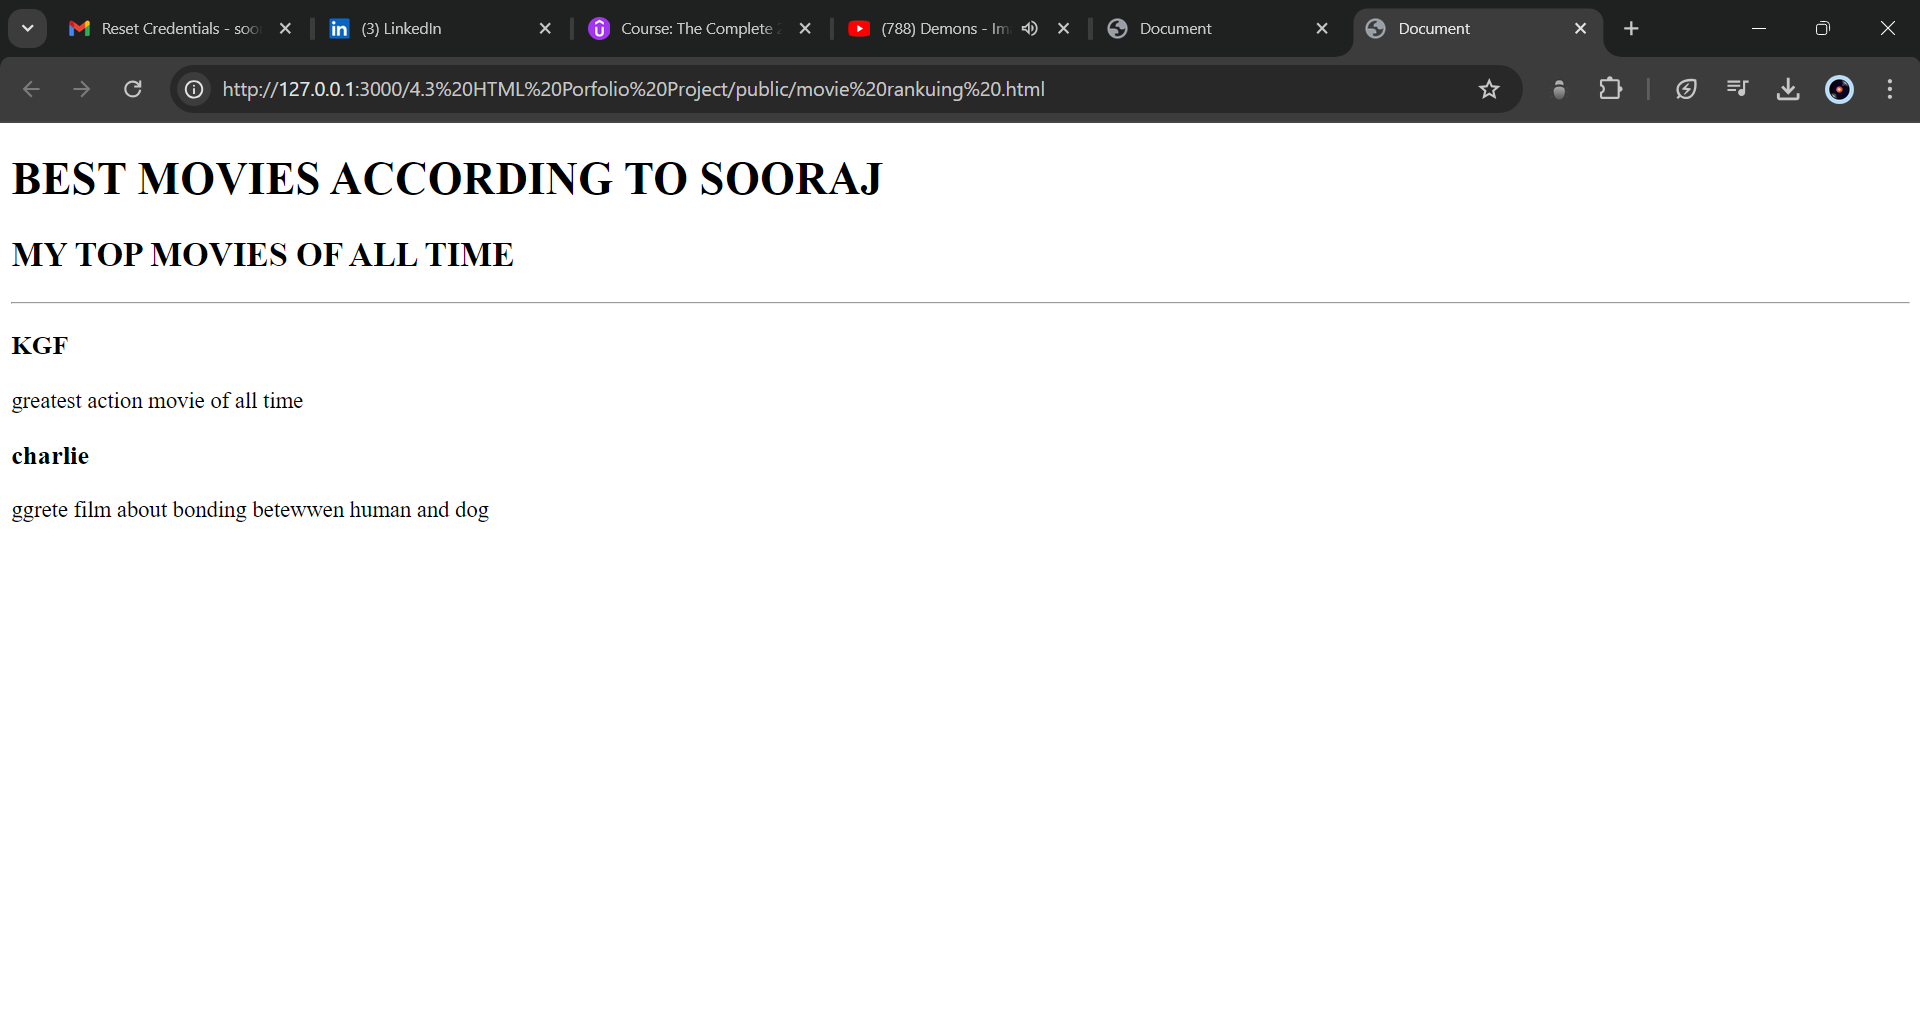 Reset Credentials - soo
(3) LinkedIn
Course: The Complete 2
(788) Demons - Im
Document
Document
http://127.0.0.1:3000/4.3%20HTML%20Porfolio%20Project/public/movie%20rankuing%20.html
BEST MOVIES ACCORDING TO SOORAJ
MY TOP MOVIES OF ALL TIME
KGF
greatest action movie of all time
charlie
ggrete film about bonding betewwen human and dog